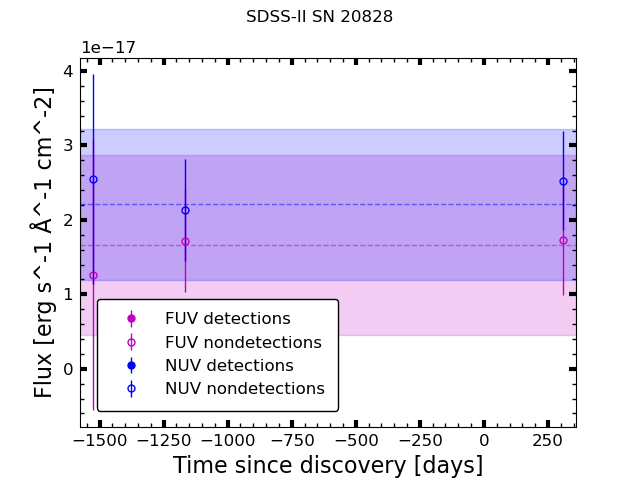 SDSS-II SN 20828
1e−17
4
3
2
1
0
Flux [erg s^-1 Å^-1 cm^-2]
FUV detections
FUV nondetections
NUV detections
NUV nondetections
−1500 −1250 −1000 −750 −500 −250 0 250
Time since discovery [days]